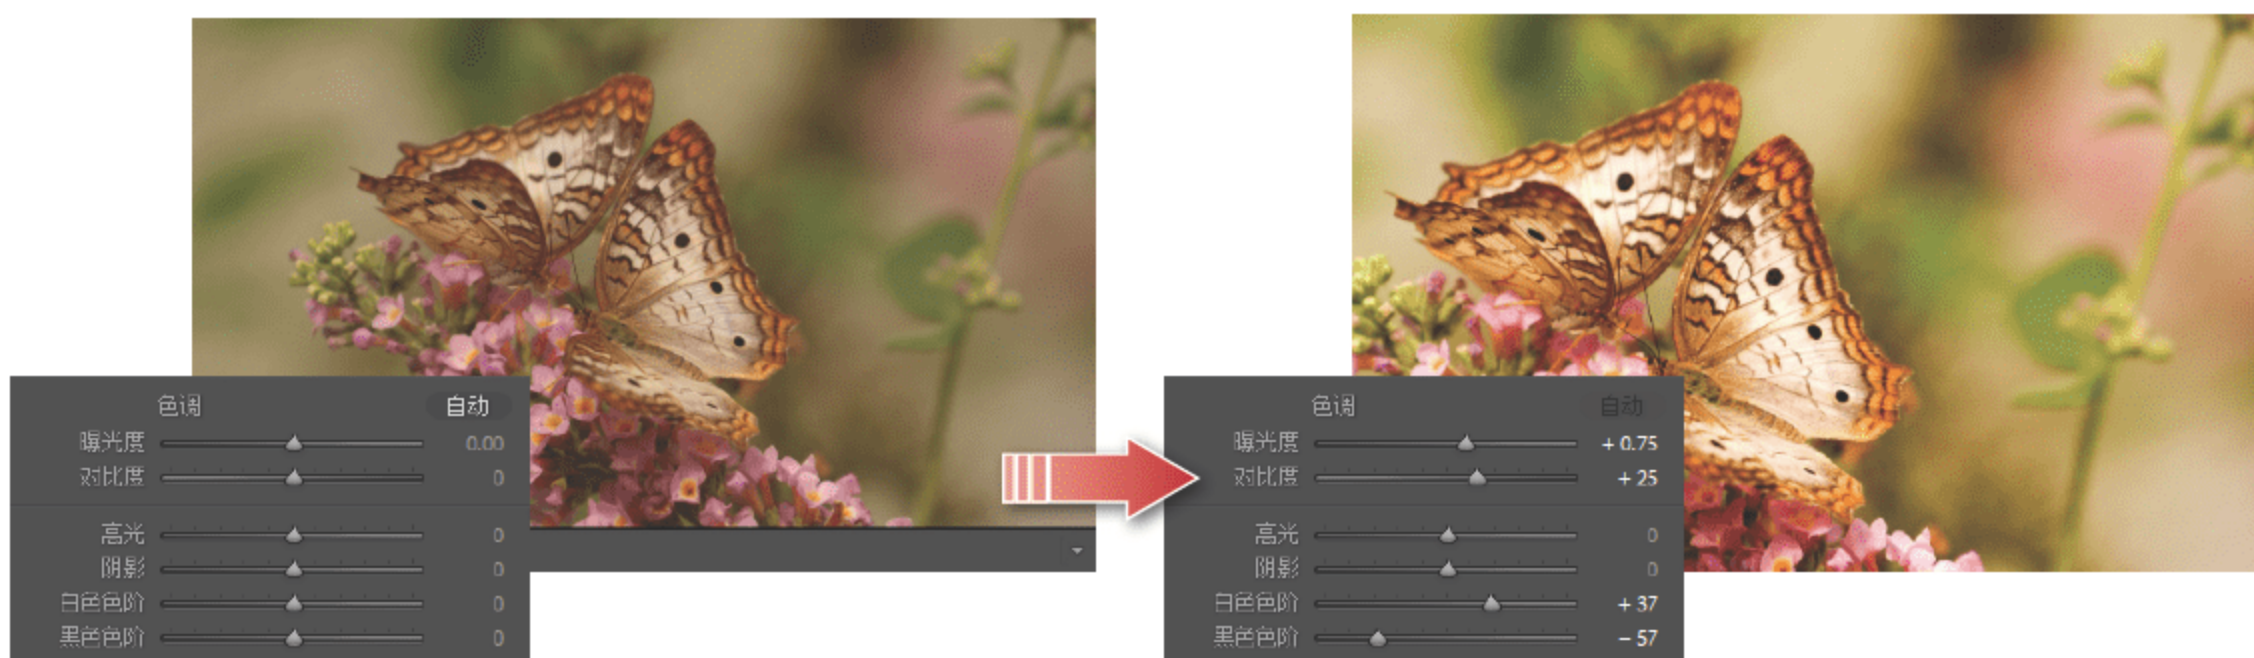 色调 自动
曝光度 0.00
对比度 0
高光 0
阴影 0
白色色阶 0
黑色色阶 0
色调 自动
曝光度 + 0.75
对比度 + 25
高光 0
阴影 0
白色色阶 + 37
黑色色阶 – 57